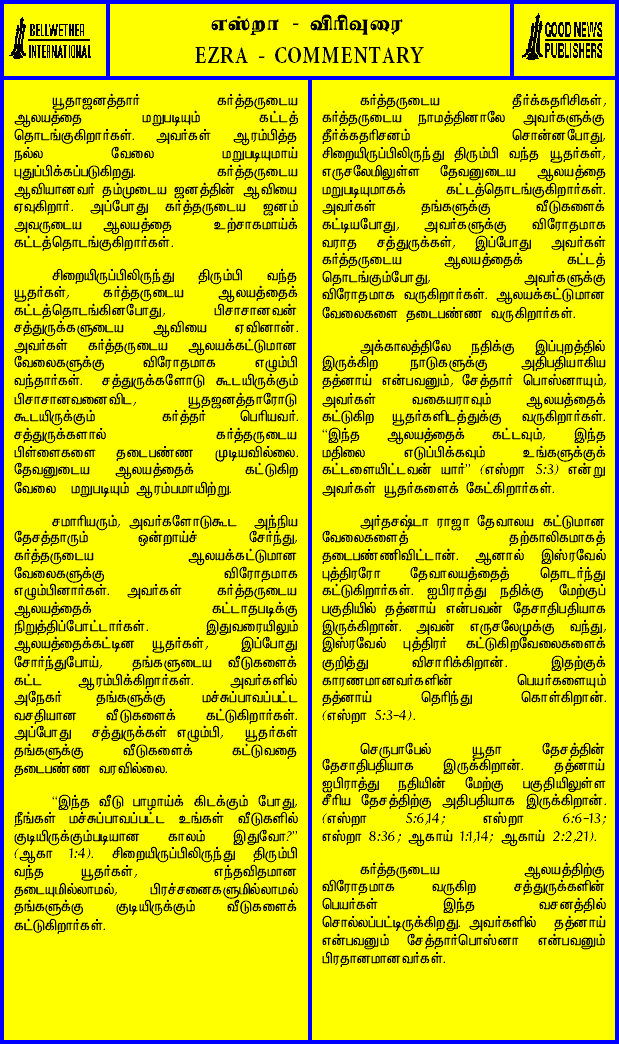 BELLWETHER
INTERNATIONAL
எஸ்றா - விரிவுரை
EZRA - COMMENTARY
GOOD NEWS
PUBLISHERS
யூதாஜனத்தார் கர்த்தருடைய
ஆலயத்தை மறுபடியும் கட்டத்
தொடங்குகிறார்கள். அவர்கள் ஆரம்பித்த
நல்ல வேலை மறுபடியுமாய்
புதுப்பிக்கப்படுகிறது. கர்த்தருடைய
ஆவியானவர் தம்முடைய ஜனத்தின் ஆவியை
ஏவுகிறார். அப்போது கர்த்தருடைய ஜனம்
அவருடைய ஆலயத்தை உற்சாகமாய்க்
கட்டத்தொடங்குகிறார்கள்.
சிறையிருப்பிலிருந்து திரும்பி வந்த
யூதர்கள், கர்த்தருடைய ஆலயத்தைக்
கட்டத்தொடங்கினபோது, பிசாசானவன்
சத்துருக்களுடைய ஆவியை ஏவினான்.
அவர்கள் கர்த்தருடைய ஆலயக்கட்டுமான
வேலைகளுக்கு விரோதமாக எழும்பி
வந்தார்கள். சத்துருக்களோடு கூடயிருக்கும்
பிசாசானவனைவிட, யூதஜனத்தாரோடு
கூடயிருக்கும் கர்த்தர் பெரியவர்.
சத்துருக்களால் கர்த்தருடைய
பிள்ளைகளை தடைபண்ண முடியவில்லை.
தேவனுடைய ஆலயத்தைக் கட்டுகிற
வேலை மறுபடியும் ஆரம்பமாயிற்று.
சமாரியரும், அவர்களோடுகூட அந்நிய
தேசத்தாரும் ஒன்றாய்ச் சேர்ந்து,
கர்த்தருடைய ஆலயக்கட்டுமான
வேலைகளுக்கு விரோதமாக
எழும்பினார்கள். அவர்கள் கர்த்தருடைய
ஆலயத்தைக் கட்டாதபடிக்கு
நிறுத்திப்போட்டார்கள். இதுவரையிலும்
ஆலயத்தைக்கட்டின யூதர்கள், இப்போது
சோர்ந்துபோய், தங்களுடைய வீடுகளைக்
கட்ட ஆரம்பிக்கிறார்கள். அவர்களில்
அநேகர் தங்களுக்கு மச்சுப்பாவப்பட்ட
வசதியான வீடுகளைக் கட்டுகிறார்கள்.
அப்போது சத்துருக்கள் எழும்பி, யூதர்கள்
தங்களுக்கு வீடுகளைக் கட்டுவதை
தடைபண்ண வரவில்லை.
“இந்த வீடு பாழாய்க் கிடக்கும் போது,
நீங்கள் மச்சுப்பாவப்பட்ட உங்கள் வீடுகளில்
குடியிருக்கும்படியான காலம் இதுவோ?”
(ஆகா 1:4). சிறையிருப்பிலிருந்து திரும்பி
வந்த யூதர்கள், எந்தவிதமான
தடையுமில்லாமல், பிரச்சனைகளுமில்லாமல்
தங்களுக்கு குடியிருக்கும் வீடுகளைக்
கட்டுகிறார்கள்.
கர்த்தருடைய தீர்க்கதரிசிகள்,
கர்த்தருடைய நாமத்தினாலே அவர்களுக்கு
தீர்க்கதரிசனம் சொன்னபோது,
சிறையிருப்பிலிருந்து திரும்பி வந்த யூதர்கள்,
எருசலேமிலுள்ள தேவனுடைய ஆலயத்தை
மறுபடியுமாகக் கட்டத்தொடங்குகிறார்கள்.
அவர்கள் தங்களுக்கு வீடுகளைக்
கட்டியபோது, அவர்களுக்கு விரோதமாக
வராத சத்துருக்கள், இப்போது அவர்கள்
கர்த்தருடைய ஆலயத்தைக் கட்டத்
தொடங்கும்போது, அவர்களுக்கு
விரோதமாக வருகிறார்கள். ஆலயக்கட்டுமான
வேலைகளை தடைபண்ண வருகிறார்கள்.
அக்காலத்திலே நதிக்கு இப்புறத்தில்
இருக்கிற நாடுகளுக்கு அதிபதியாகிய
தத்னாய் என்பவனும், சேத்தார் பொஸ்னாயும்,
அவர்கள் வகையராவும் ஆலயத்தைக்
கட்டுகிற யூதர்களிடத்துக்கு வருகிறார்கள்.
“இந்த ஆலயத்தைக் கட்டவும், இந்த
மதிலை எடுப்பிக்கவும் உங்களுக்குக்
கட்டளையிட்டவன் யார்” (எஸ்றா 5:3) என்று
அவர்கள் யூதர்களைக் கேட்கிறார்கள்.
அர்தசஷ்டா ராஜா தேவாலய கட்டுமான
வேலைகளைத் தற்காலிகமாகத்
தடைபண்ணிவிட்டான். ஆனால் இஸ்ரவேல்
புத்திரரோ தேவாலயத்தைத் தொடர்ந்து
கட்டுகிறார்கள். ஐபிராத்து நதிக்கு மேற்குப்
பகுதியில் தத்னாய் என்பவன் தேசாதிபதியாக
இருக்கிறான். அவன் எருசலேமுக்கு வந்து,
இஸ்ரவேல் புத்திரர் கட்டுகிறவேலைகளைக்
குறித்து விசாரிக்கிறான். இதற்குக்
காரணமானவர்களின் பெயர்களையும்
தத்னாய் தெரிந்து கொள்கிறான்.
(எஸ்றா 5:3-4).
செருபாபேல் யூதா தேசத்தின்
தேசாதிபதியாக இருக்கிறான். தத்னாய்
ஐபிராத்து நதியின் மேற்கு பகுதியிலுள்ள
சீரிய தேசத்திற்கு அதிபதியாக இருக்கிறான்.
(எஸ்றா 5:6,14; எஸ்றா 6:6-13;
எஸ்றா 8:36; ஆகாய் 1:1,14; ஆகாய் 2:2,21).
கர்த்தருடைய ஆலயத்திற்கு
விரோதமாக வருகிற சத்துருக்களின்
பெயர்கள் இந்த வசனத்தில்
சொல்லப்பட்டிருக்கிறது. அவர்களில் தத்னாய்
என்பவனும் சேத்தார்பொஸ்னா என்பவனும்
பிரதானமானவர்கள்.